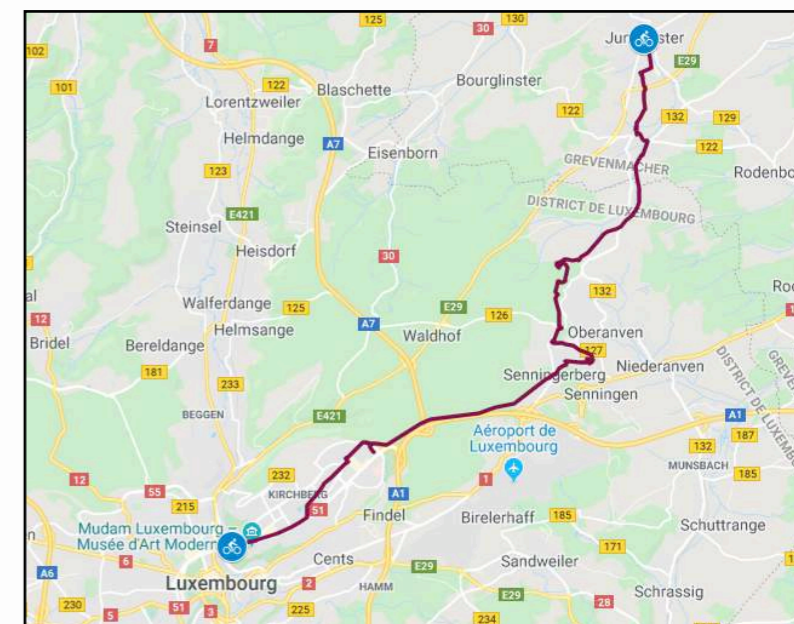 125
130
30
7
102
Jun
ster
E29
101
122
Blaschette
Bourglinster
Lorentzweiler
122
132
129
A7
Helmdange
122
Eisenborn
GREVENMACHER
123
Rodenbo
DISTRICT DE LUXEMBOURG
E421
Steinsel
Heisdorf
30
132
E29
Walferdange
125
126
12
A7
Oberanven
Bridel
Helmsange
Waldhof
Bereldange
127
181
Senningerberg
Niederanven
233
Senningen
DISTRICT DE LUXEMBOURG
BEGGEN
E421
A1
Aéroport de
Luxembourg
187
132
232
12
55
1
MUNSBACH
185
KIRCHBERG
A1
215
51
Findel
Birelerhaff
185
Schuttrange
Mudam Luxembourg –
Musée d'Art Modern
6
171
Cents
E29
A6
Luxembourg
2
Sandweiler
HAMM
E29
Schrassig
230
5
51
3
225
28
234